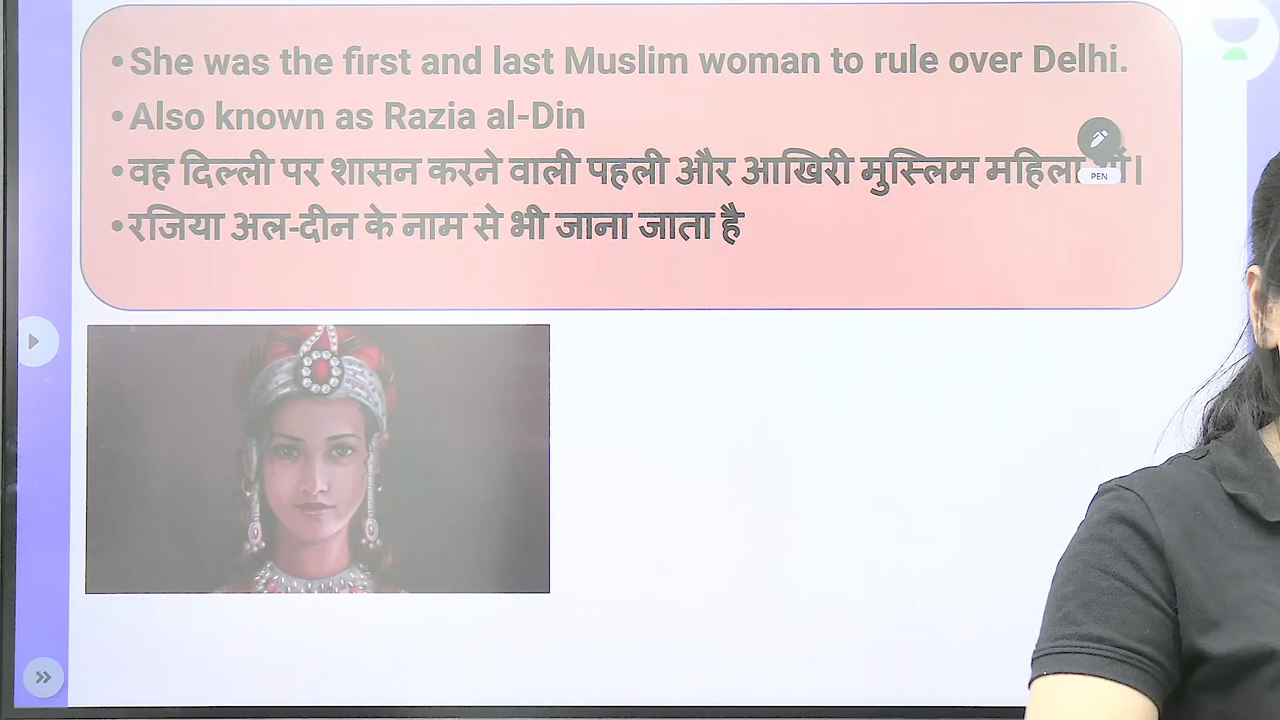 •She was the first and last Muslim woman to rule over Delhi.
•Also known as Razia al-Din
•वह दिल्ली पर शासन करने वाली पहली और आखिरी मुस्लिम महिला
PEN
•रजिया अल-दीन के नाम से भी जाना जाता है